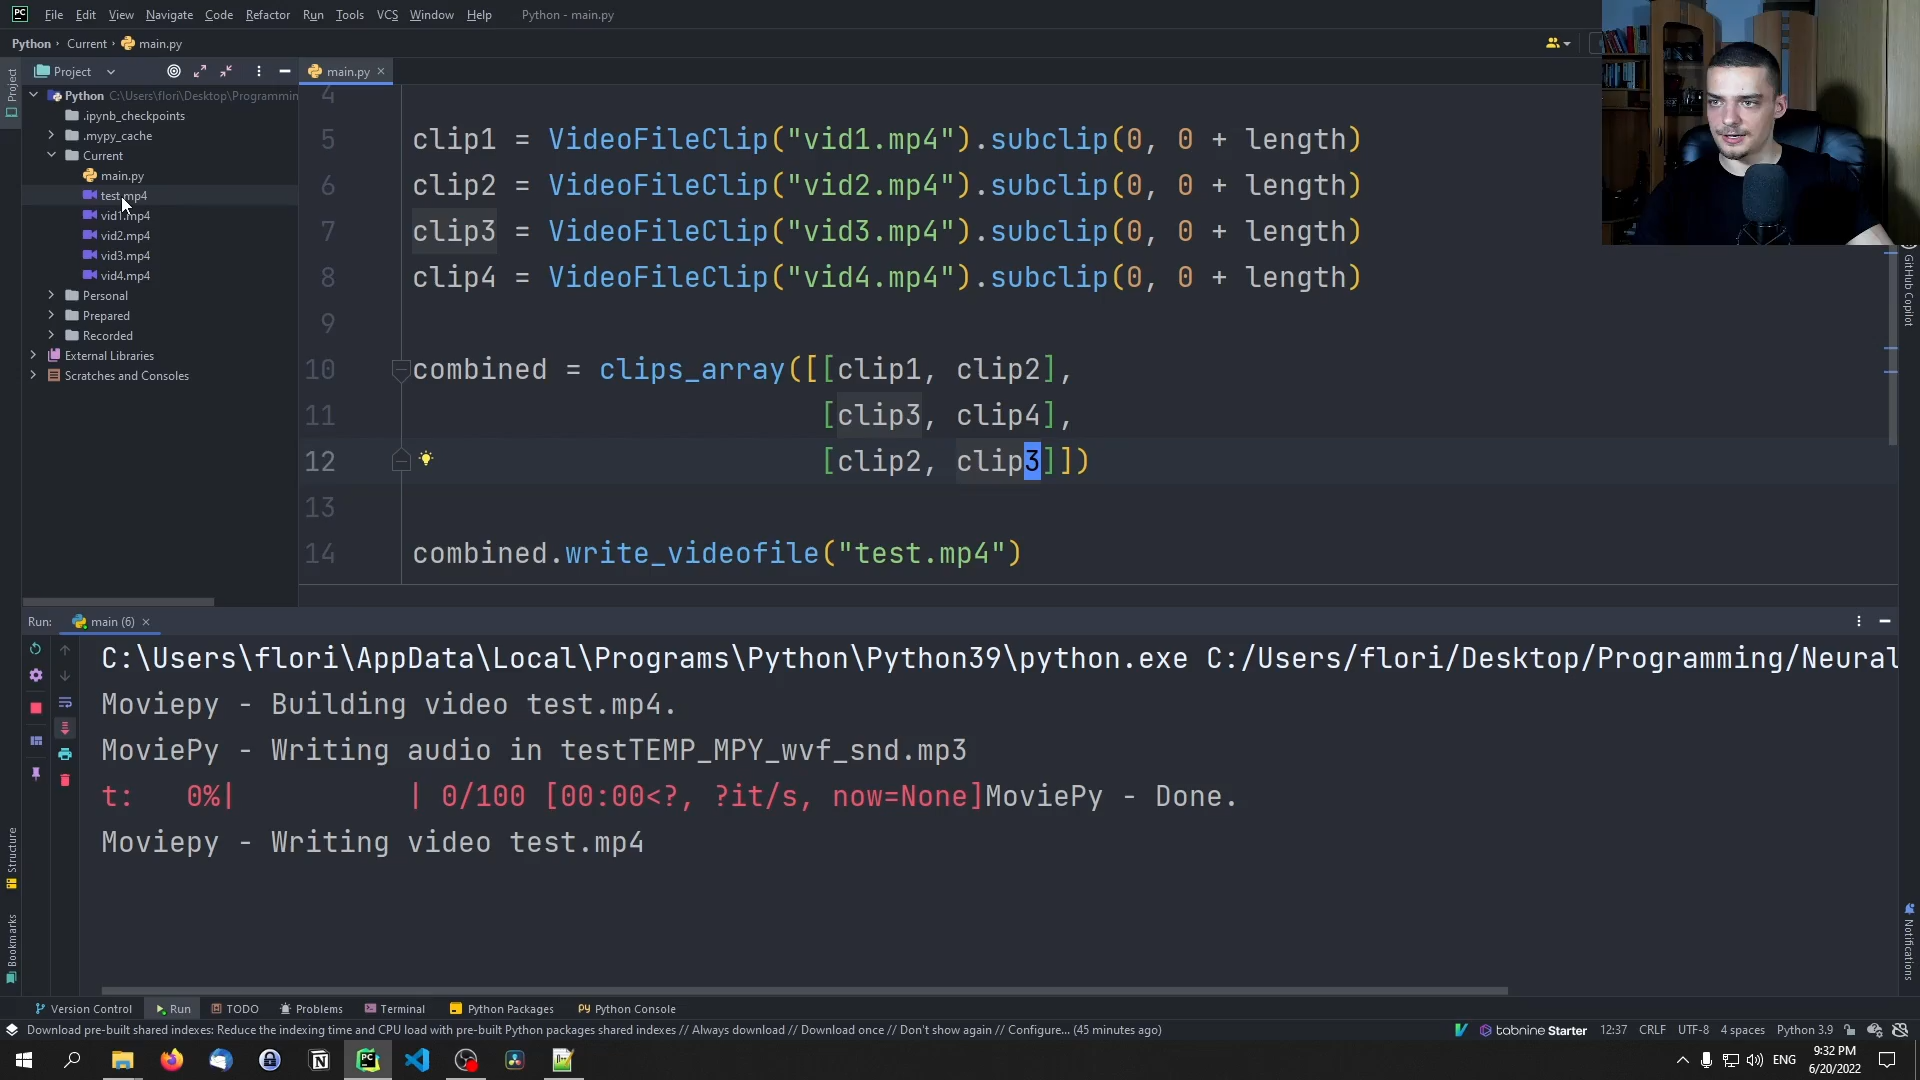 PC File Edit View Navigate Code Refactor Run Tools VCS Window Help Python - main.py
Python › Current › main.py
Project
main.py
Project
Python C:\Users\flori\Desktop\Programmin
.ipynb_checkpoints
.mypy_cache
Current
main.py
test.mp4
vid1.mp4
vid2.mp4
vid3.mp4
vid4.mp4
Personal
Prepared
Recorded
External Libraries
Scratches and Consoles
4
5 clip1 = VideoFileClip("vid1.mp4").subclip(0, 0 + length)
6 clip2 = VideoFileClip("vid2.mp4").subclip(0, 0 + length)
7 clip3 = VideoFileClip("vid3.mp4").subclip(0, 0 + length)
8 clip4 = VideoFileClip("vid4.mp4").subclip(0, 0 + length)
9
10 combined = clips_array([[clip1, clip2],
11 [clip3, clip4],
12 [clip2, clip3]])
13
14 combined.write_videofile("test.mp4")
GitHub Copilot
Run: main (6)
C:\Users\flori\AppData\Local\Programs\Python\Python39\python.exe C:/Users/flori/Desktop/Programming/Neural
Moviepy - Building video test.mp4.
MoviePy - Writing audio in testTEMP_MPY_wvf_snd.mp3
t:   0%|          | 0/100 [00:00<?, ?it/s, now=None]MoviePy - Done.
Moviepy - Writing video test.mp4
Structure
Bookmarks
Notifications
Version Control Run TODO Problems Terminal Python Packages Python Console
Download pre-built shared indexes: Reduce the indexing time and CPU load with pre-built Python packages shared indexes // Always download // Download once // Don't show again // Configure... (45 minutes ago) tabnine Starter 12:37 CRLF UTF-8 4 spaces Python 3.9
ENG
9:32 PM
6/20/2022